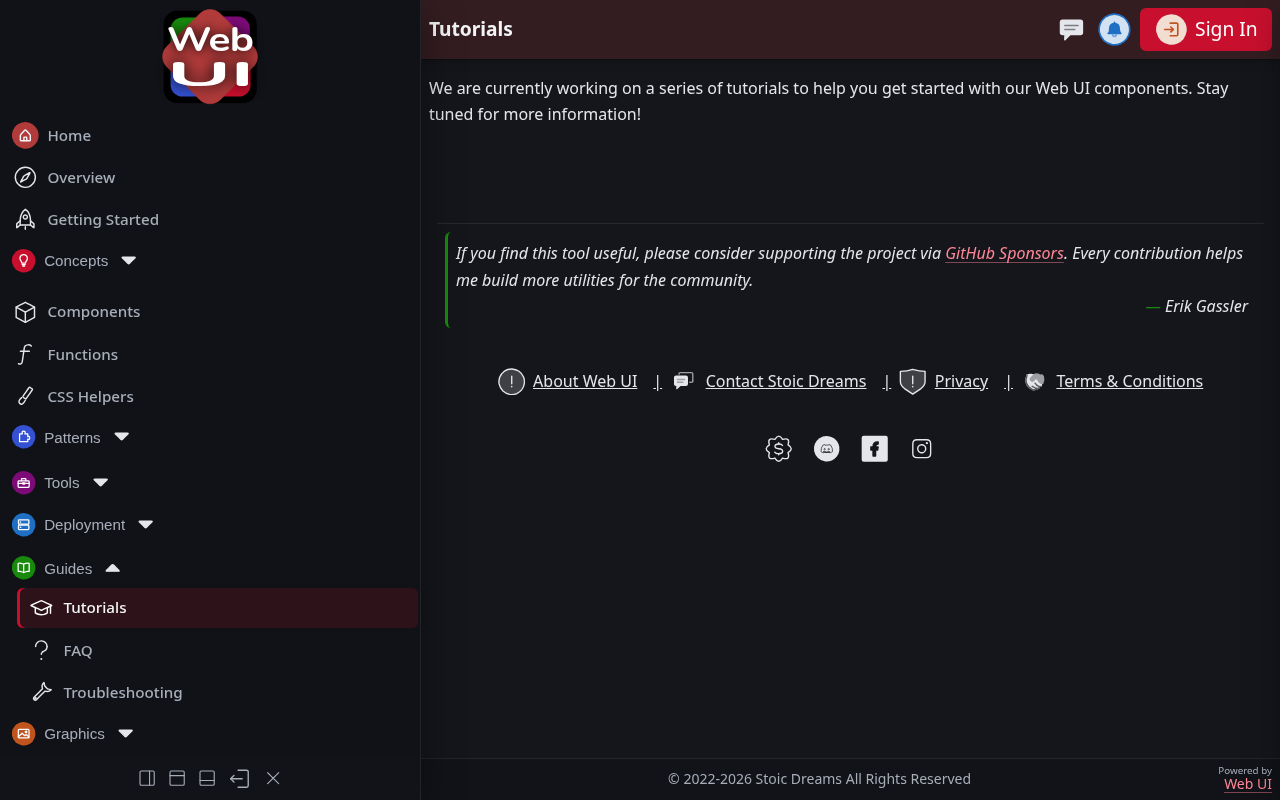 Web
UI
Home
Overview
Getting Started
Concepts
Components
Functions
CSS Helpers
Patterns
Tools
Deployment
Guides
Tutorials
FAQ
Troubleshooting
Graphics
Tutorials
Sign In
We are currently working on a series of tutorials to help you get started with our Web UI components. Stay
tuned for more information!
If you find this tool useful, please consider supporting the project via GitHub Sponsors. Every contribution helps
me build more utilities for the community.
— Erik Gassler
About Web UI | Contact Stoic Dreams | Privacy | Terms & Conditions
© 2022-2026 Stoic Dreams All Rights Reserved
Powered by
Web UI